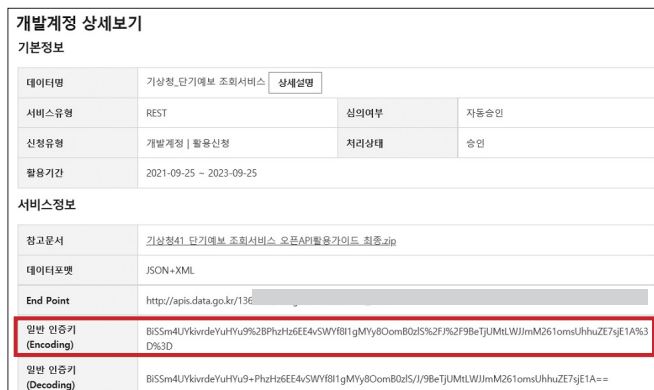 개발계정 상세보기
기본정보
데이터명 기상청_단기예보 조회서비스 상세설명
서비스유형 REST 심의여부 자동승인
신청유형 개발계정 | 활용신청 처리상태 승인
활용기간 2021-09-25 ~ 2023-09-25
서비스정보
참고문서 기상청41_단기예보 조회서비스_오픈API활용가이드_최종.zip
데이터포맷 JSON+XML
End Point http://apis.data.go.kr/136
일반 인증키
(Encoding)
BiSSm4UYkivrdeYuHYu9%2BPhzHz6EE4vSWYf8I1gMYy8OomB0zlS%2FJ%2F9BeTjUMtLWJJmM261omsUhhuZE7sjE1A%3
D%3D
일반 인증키
(Decoding)
BiSSm4UYkivrdeYuHYu9+PhzHz6EE4vSWYf8I1gMYy8OomB0zlS/J/9BeTjUMtLWJJmM261omsUhhuZE7sjE1A==